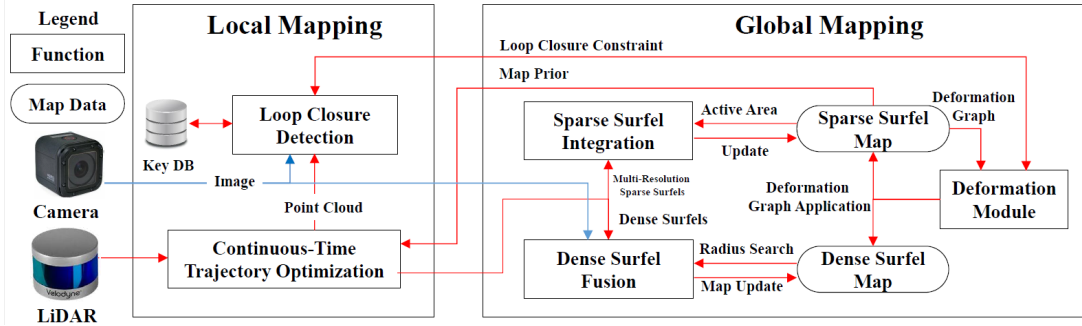 Legend
Function
Map Data
Camera
Velodyne
LiDAR
Local Mapping
Key DB
Loop Closure
Detection
Image
Point Cloud
Continuous-Time
Trajectory Optimization
Global Mapping
Loop Closure Constraint
Map Prior
Sparse Surfel
Integration
Active Area
Update
Sparse Surfel
Map
Deformation
Graph
Multi-Resolution
Sparse Surfels
Dense Surfels
Deformation
Graph Application
Deformation
Module
Dense Surfel
Fusion
Radius Search
Map Update
Dense Surfel
Map